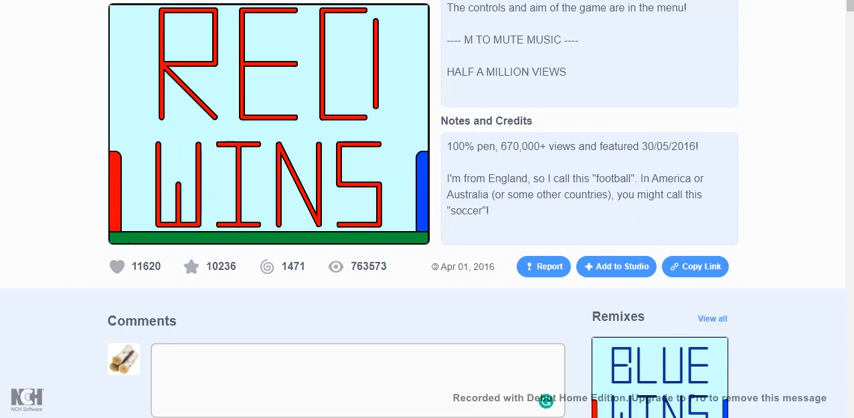 RED
WINS
The controls and aim of the game are in the menu!
---- M TO MUTE MUSIC ----
HALF A MILLION VIEWS
Notes and Credits
100% pen, 670,000+ views and featured 30/05/2016!
I'm from England, so I call this "football". In America or
Australia (or some other countries), you might call this
"soccer"!
11620
10236
1471
763573
© Apr 01, 2016
Report
Add to Studio
Copy Link
Comments
Remixes
View all
BLUE
WINS
NCH
NCH Software
Recorded with Debut Home Edition. Upgrade to Pro to remove this message